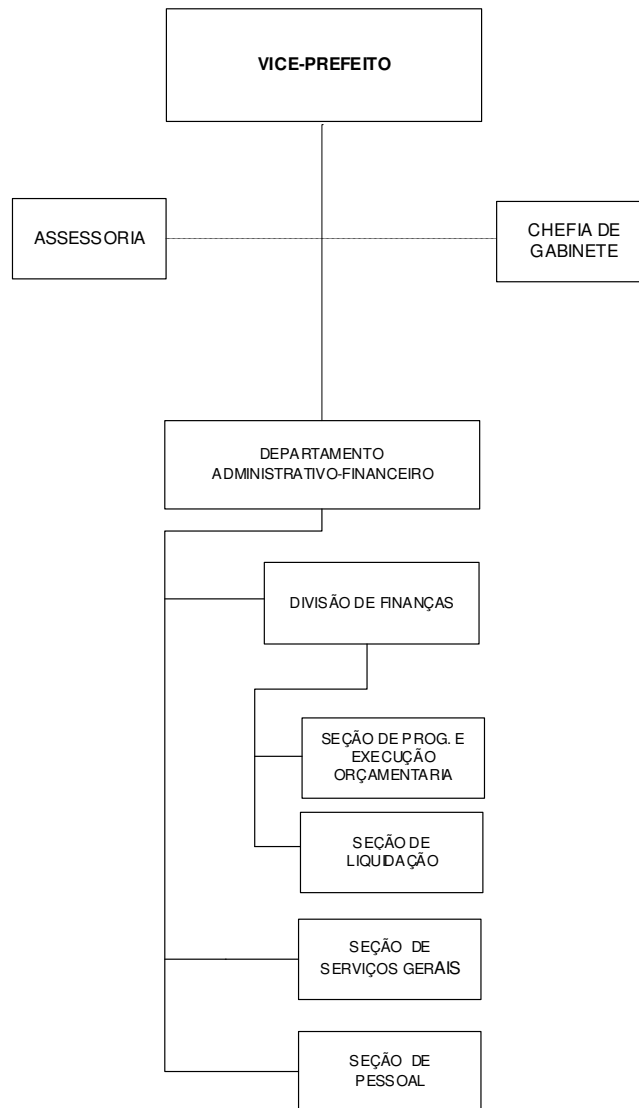 VICE-PREFEITO
ASSESSORIA
CHEFIA DE
GABINETE
DEPARTAMENTO
ADMINISTRATIVO-FINANCEIRO
DIVISÃO DE FINANÇAS
SEÇÃO DE PROG. E
EXECUÇÃO
ORÇAMENTARIA
SEÇÃO DE
LIQUIDAÇÃO
SEÇÃO DE
SERVIÇOS GERAIS
SEÇÃO DE
PESSOAL